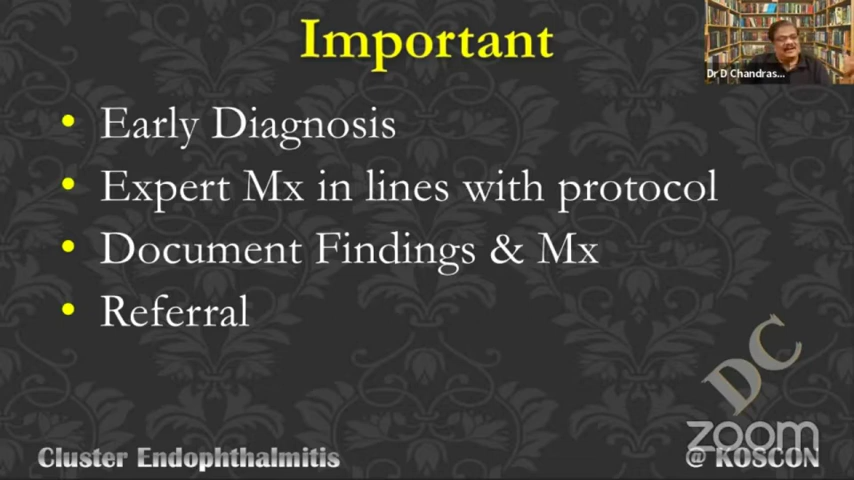 Important
Dr D Chandras...
• Early Diagnosis
• Expert Mx in lines with protocol
• Document Findings & Mx
• Referral
DC
zoom
Cluster Endophthalmitis
@ KOSCON